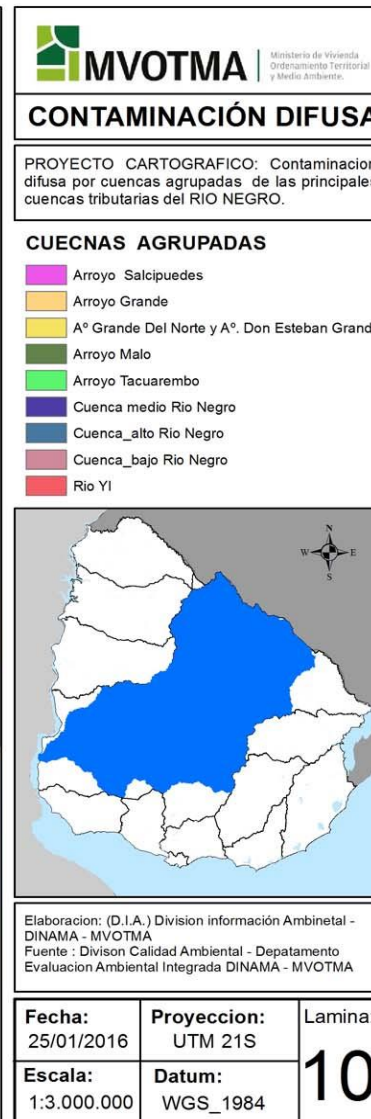 MVOTMA
Ministerio de Vivienda
Ordenamiento Territorial
y Medio Ambiente.
CONTAMINACIÓN DIFUSA
PROYECTO CARTOGRAFICO: Contaminacion
difusa por cuencas agrupadas de las principales
cuencas tributarias del RIO NEGRO.
CUECNAS AGRUPADAS
Arroyo Salcipuedes
Arroyo Grande
Aº Grande Del Norte y Aº. Don Esteban Grand
Arroyo Malo
Arroyo Tacuarembo
Cuenca medio Rio Negro
Cuenca_alto Rio Negro
Cuenca_bajo Rio Negro
Rio YI
N
W E
S
Elaboracion: (D.I.A.) Division información Ambinetal -
DINAMA - MVOTMA
Fuente : Divison Calidad Ambiental - Depatamento
Evaluacion Ambiental Integrada DINAMA - MVOTMA
Fecha:
25/01/2016
Proyeccion:
UTM 21S
Lamina:
10
Escala:
1:3.000.000
Datum:
WGS_1984